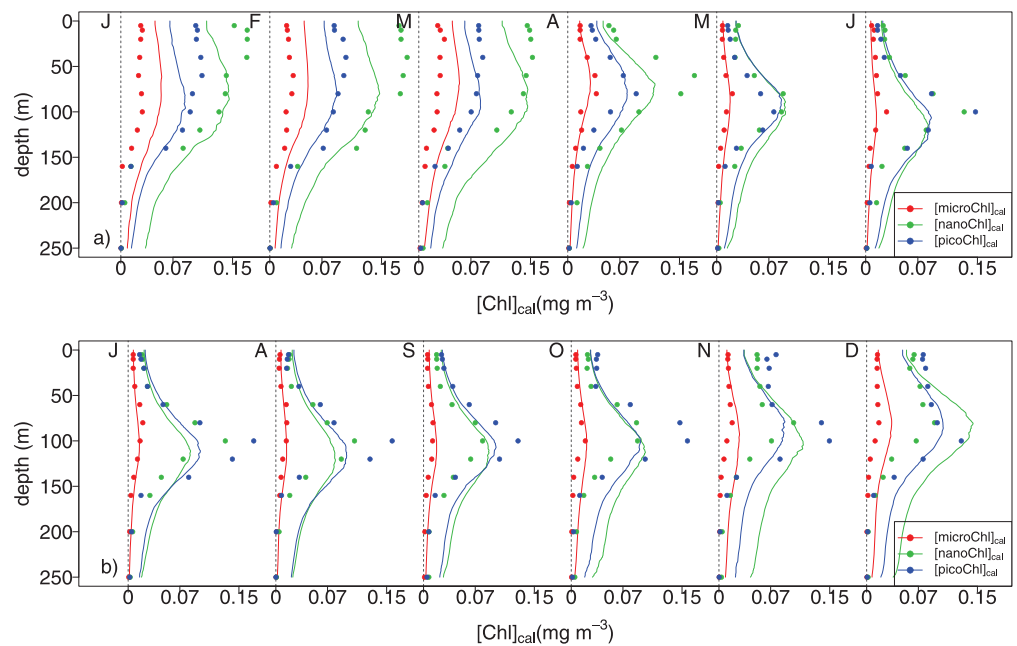 J F M A M J
0
50
100
150
200
250
depth (m)
a)
[microChl]cal
[nanoChl]cal
[picoChl]cal
0 0.07 0.15 0 0.07 0.15 0 0.07 0.15 0 0.07 0.15 0 0.07 0.15 0 0.07 0.15
[Chl]cal(mg m⁻³)
J A S O N D
0
50
100
150
200
250
depth (m)
b)
[microChl]cal
[nanoChl]cal
[picoChl]cal
0 0.07 0.15 0 0.07 0.15 0 0.07 0.15 0 0.07 0.15 0 0.07 0.15 0 0.07 0.15
[Chl]cal(mg m⁻³)